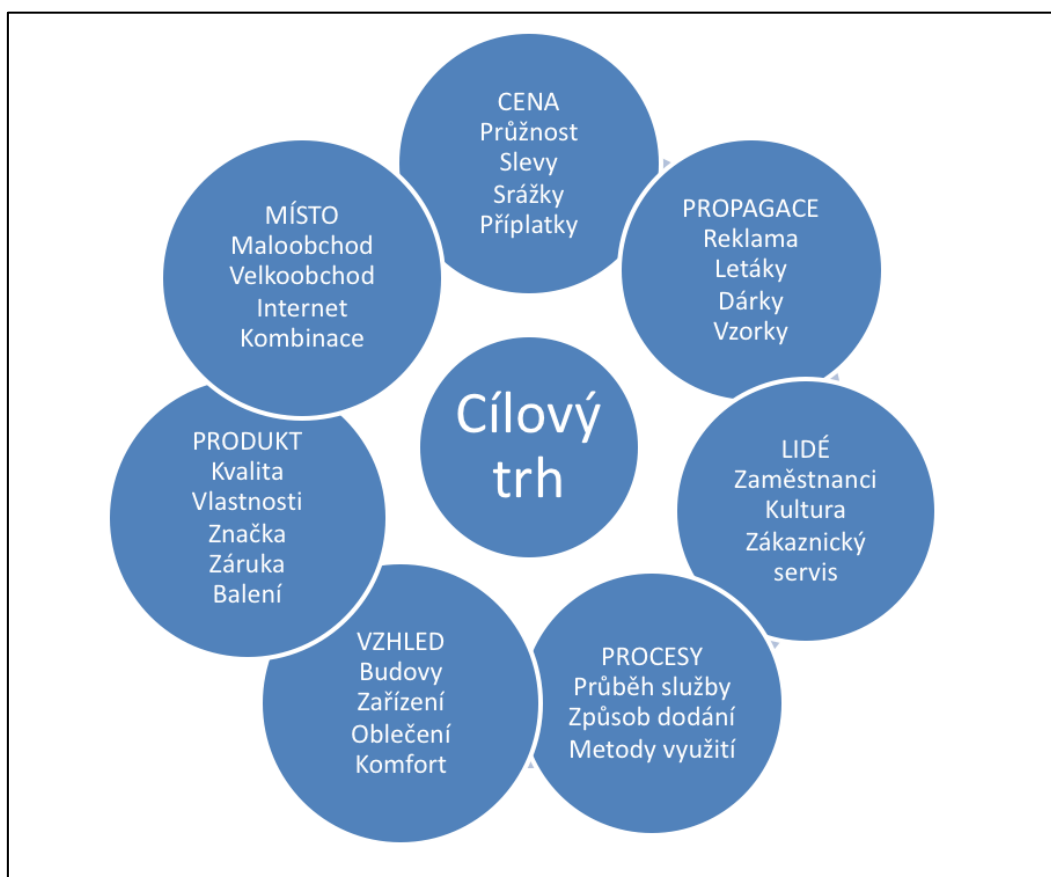 CENA
Průžnost
Slevy
Srážky
Příplatky
PROPAGACE
Reklama
Letáky
Dárky
Vzorky
LIDÉ
Zaměstnanci
Kultura
Zákaznický
servis
PROCESY
Průběh služby
Způsob dodání
Metody využití
VZHLED
Budovy
Zařízení
Oblečení
Komfort
PRODUKT
Kvalita
Vlastnosti
Značka
Záruka
Balení
MÍSTO
Maloobchod
Velkoobchod
Internet
Kombinace
Cílový
trh